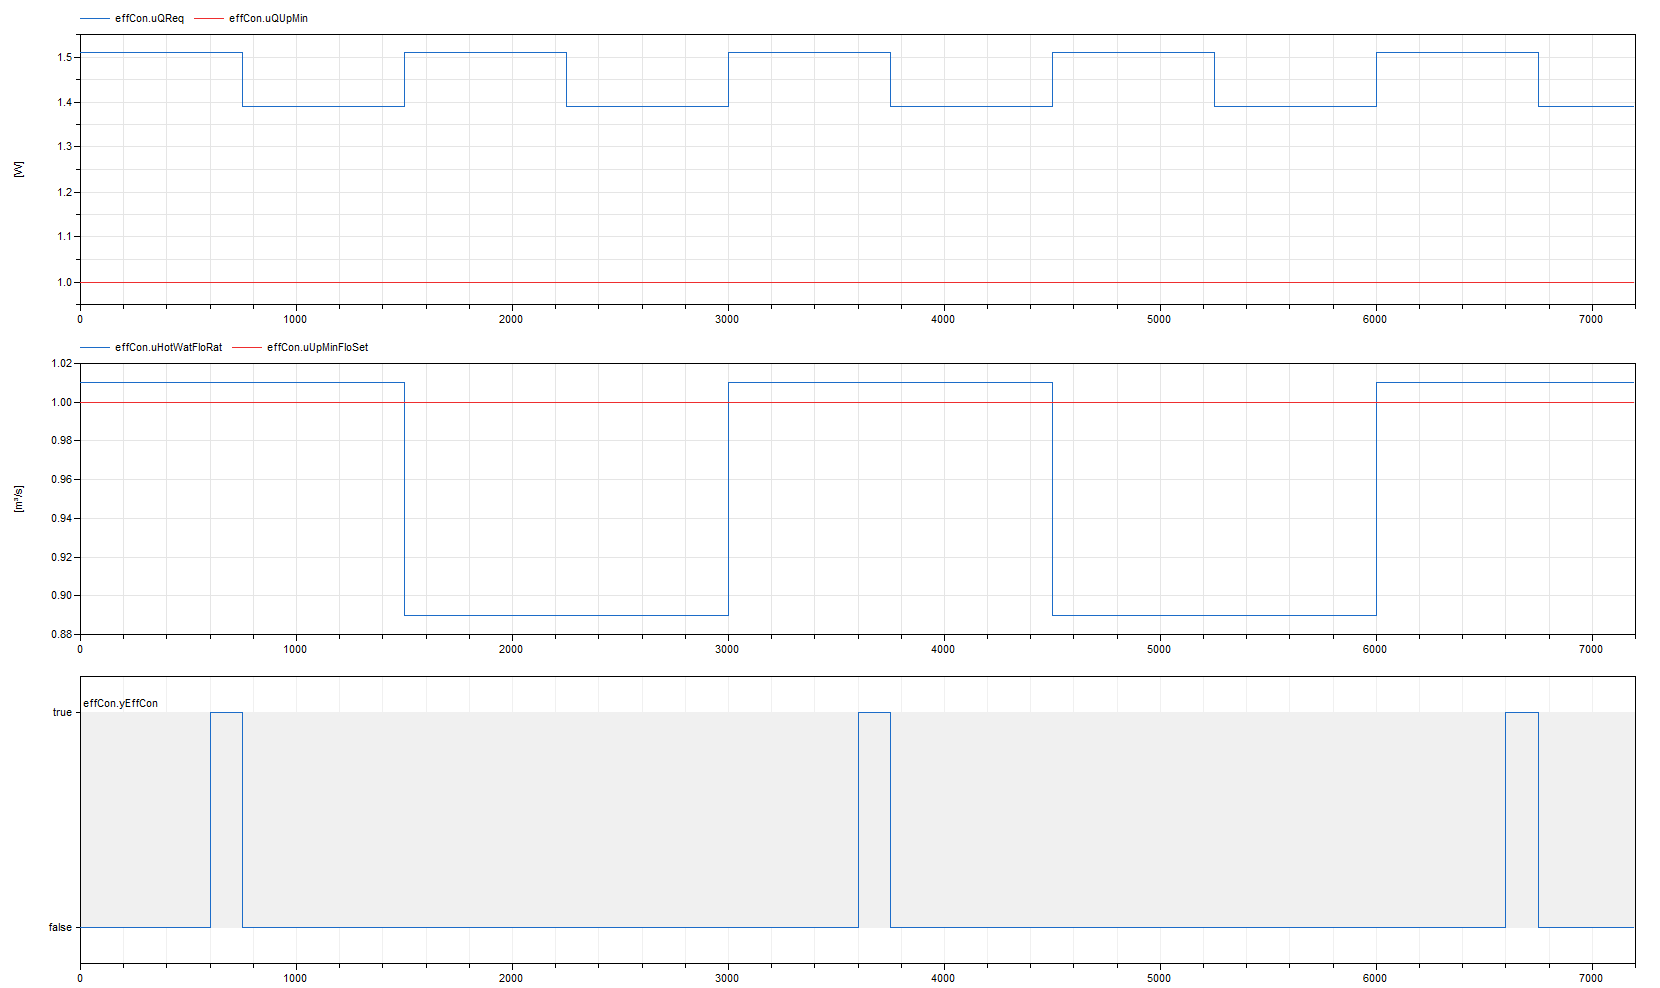 effCon.uQReq effCon.uQUpMin
1.5
1.4
1.3
1.2
1.1
1.0
[W]
0 1000 2000 3000 4000 5000 6000 7000
effCon.uHotWatFloRat effCon.uUpMinFloSet
1.02
1.00
0.98
0.96
0.94
0.92
0.90
0.88
[m³/s]
0 1000 2000 3000 4000 5000 6000 7000
effCon.yEffCon
true
false
0 1000 2000 3000 4000 5000 6000 7000